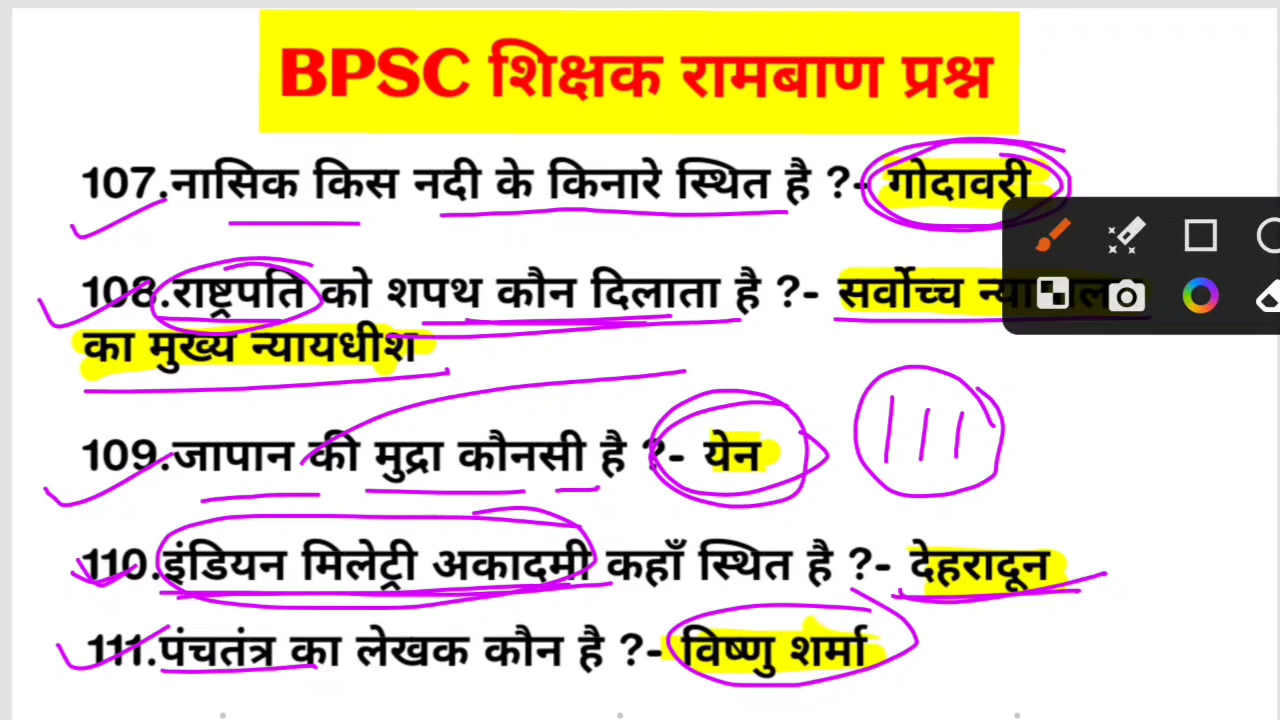 BPSC शिक्षक रामबाण प्रश्न
107.नासिक किस नदी के किनारे स्थित है ?- गोदावरी
108.राष्ट्रपति को शपथ कौन दिलाता है ?- सर्वोच्च
का मुख्य न्यायधीश
109.जापान की मुद्रा कौनसी है ?- येन
111
110.इंडियन मिलेट्री अकादमी कहाँ स्थित है ?- देहरादून
111.पंचतंत्र का लेखक कौन है ?- विष्णु शर्मा